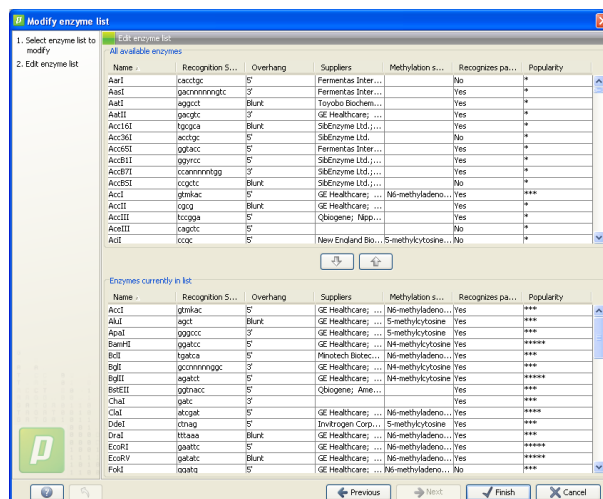 Modify enzyme list
1. Select enzyme list to
modify
2. Edit enzyme list
Edit enzyme list
All available enzymes
Name Recognition S... Overhang Suppliers Methylation s... Recognizes pa... Popularity
AarI cacctgc 5' Fermentas Inter... No *
AasI gacnnnnnngtc 3' Fermentas Inter... Yes *
AatI aggcct Blunt Toyobo Biochem... Yes *
AatII gacgtc 3' GE Healthcare; ... Yes *
Acc16I tgcgca Blunt SibEnzyme Ltd.;... Yes *
Acc36I acctgc 5' SibEnzyme Ltd. No *
Acc65I ggtacc 5' Fermentas Inter... Yes *
AccB1I ggyrcc 5' SibEnzyme Ltd.;... Yes *
AccB7I ccannnnntgg 3' SibEnzyme Ltd.;... Yes *
AccBSI ccgctc Blunt SibEnzyme Ltd.;... No *
AccI gtmkac 5' GE Healthcare; ... N6-methyladeno... Yes ***
AccII cgcg Blunt GE Healthcare; ... Yes *
AccIII tccgga 5' Qbiogene; Nipp... Yes *
AceIII cagctc 5' No *
AciI ccgc 5' New England Bio... 5-methylcytosine... No *
Enzymes currently in list
Name Recognition S... Overhang Suppliers Methylation s... Recognizes pa... Popularity
AccI gtmkac 5' GE Healthcare; ... N6-methyladeno... Yes ***
AluI agct Blunt GE Healthcare; ... 5-methylcytosine Yes ***
ApaI gggccc 3' GE Healthcare; ... 5-methylcytosine Yes ***
BamHI ggatcc 5' GE Healthcare; ... N4-methylcytosine Yes *****
BclI tgatca 5' Minotech Biotec... N6-methyladeno... Yes ***
BglI gccnnnnnggc 3' GE Healthcare; ... N4-methylcytosine Yes ***
BglII agatct 5' GE Healthcare; ... N4-methylcytosine Yes *****
BstEII ggtnacc 5' Qbiogene; Ame... Yes ***
ChaI gatc 3' Yes ***
ClaI atcgat 5' GE Healthcare; ... N6-methyladeno... Yes ****
DdeI ctnag 5' Invitrogen Corp... 5-methylcytosine Yes ***
DraI tttaaa Blunt GE Healthcare; ... N6-methyladeno... Yes ***
EcoRI gaattc 5' GE Healthcare; ... N6-methyladeno... Yes *****
EcoRV gatatc Blunt GE Healthcare; ... N6-methyladeno... Yes *****
FokI ggatg 5' GE Healthcare; ... N6-methyladeno... No ***
Previous Next Finish Cancel